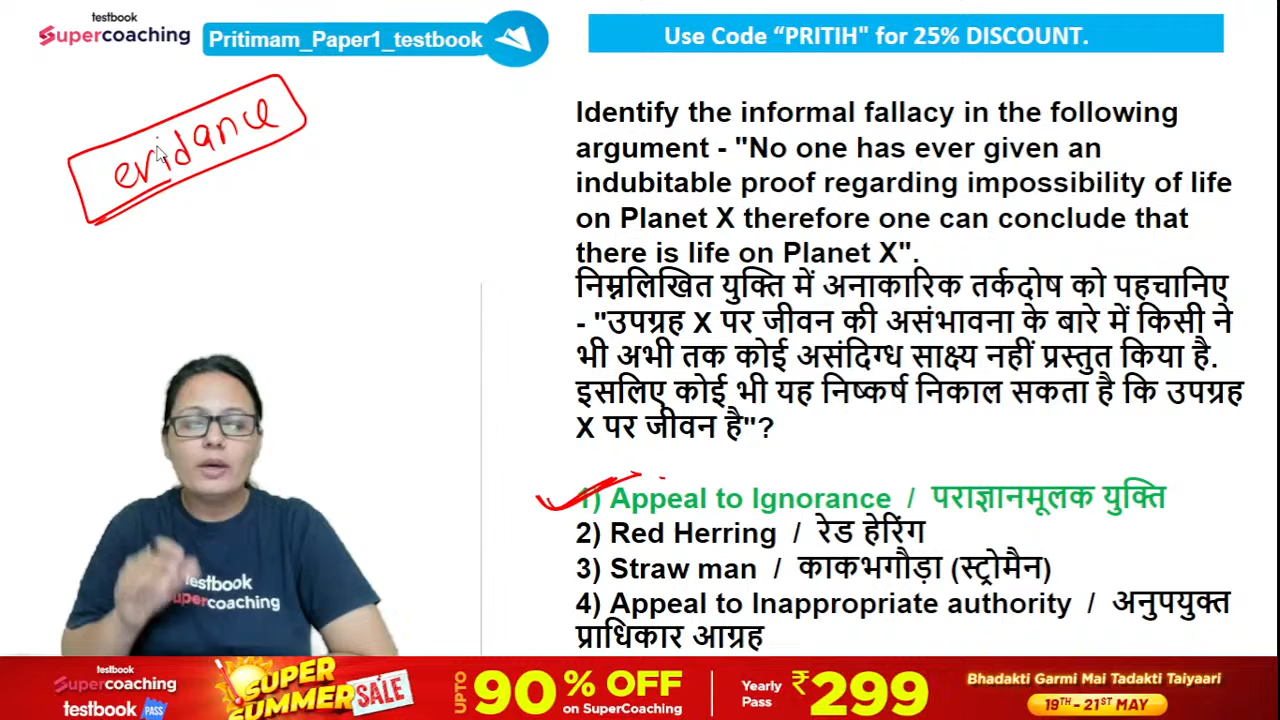 testbook
Supercoaching
Pritimam_Paper1_testbook
Use Code “PRITIH" for 25% DISCOUNT.
evidance
Identify the informal fallacy in the following
argument - "No one has ever given an
indubitable proof regarding impossibility of life
on Planet X therefore one can conclude that
there is life on Planet X".
निम्नलिखित युक्ति में अनाकारिक तर्कदोष को पहचानिए
- "उपग्रह X पर जीवन की असंभावना के बारे में किसी ने
भी अभी तक कोई असंदिग्ध साक्ष्य नहीं प्रस्तुत किया है.
इसलिए कोई भी यह निष्कर्ष निकाल सकता है कि उपग्रह
X पर जीवन है"?
1) Appeal to Ignorance / पराज्ञानमूलक युक्ति
2) Red Herring / रेड हेरिंग
3) Straw man / काकभगौड़ा (स्ट्रोमैन)
4) Appeal to Inappropriate authority / अनुपयुक्त
प्राधिकार आग्रह
testbook
Supercoaching
testbook
Supercoaching
testbook PASS
SUPER
SUMMER SALE
UPTO 90% OFF
on SuperCoaching
Yearly
Pass ₹299
Bhadakti Garmi Mai Tadakti Taiyaari
19TH - 21ST MAY